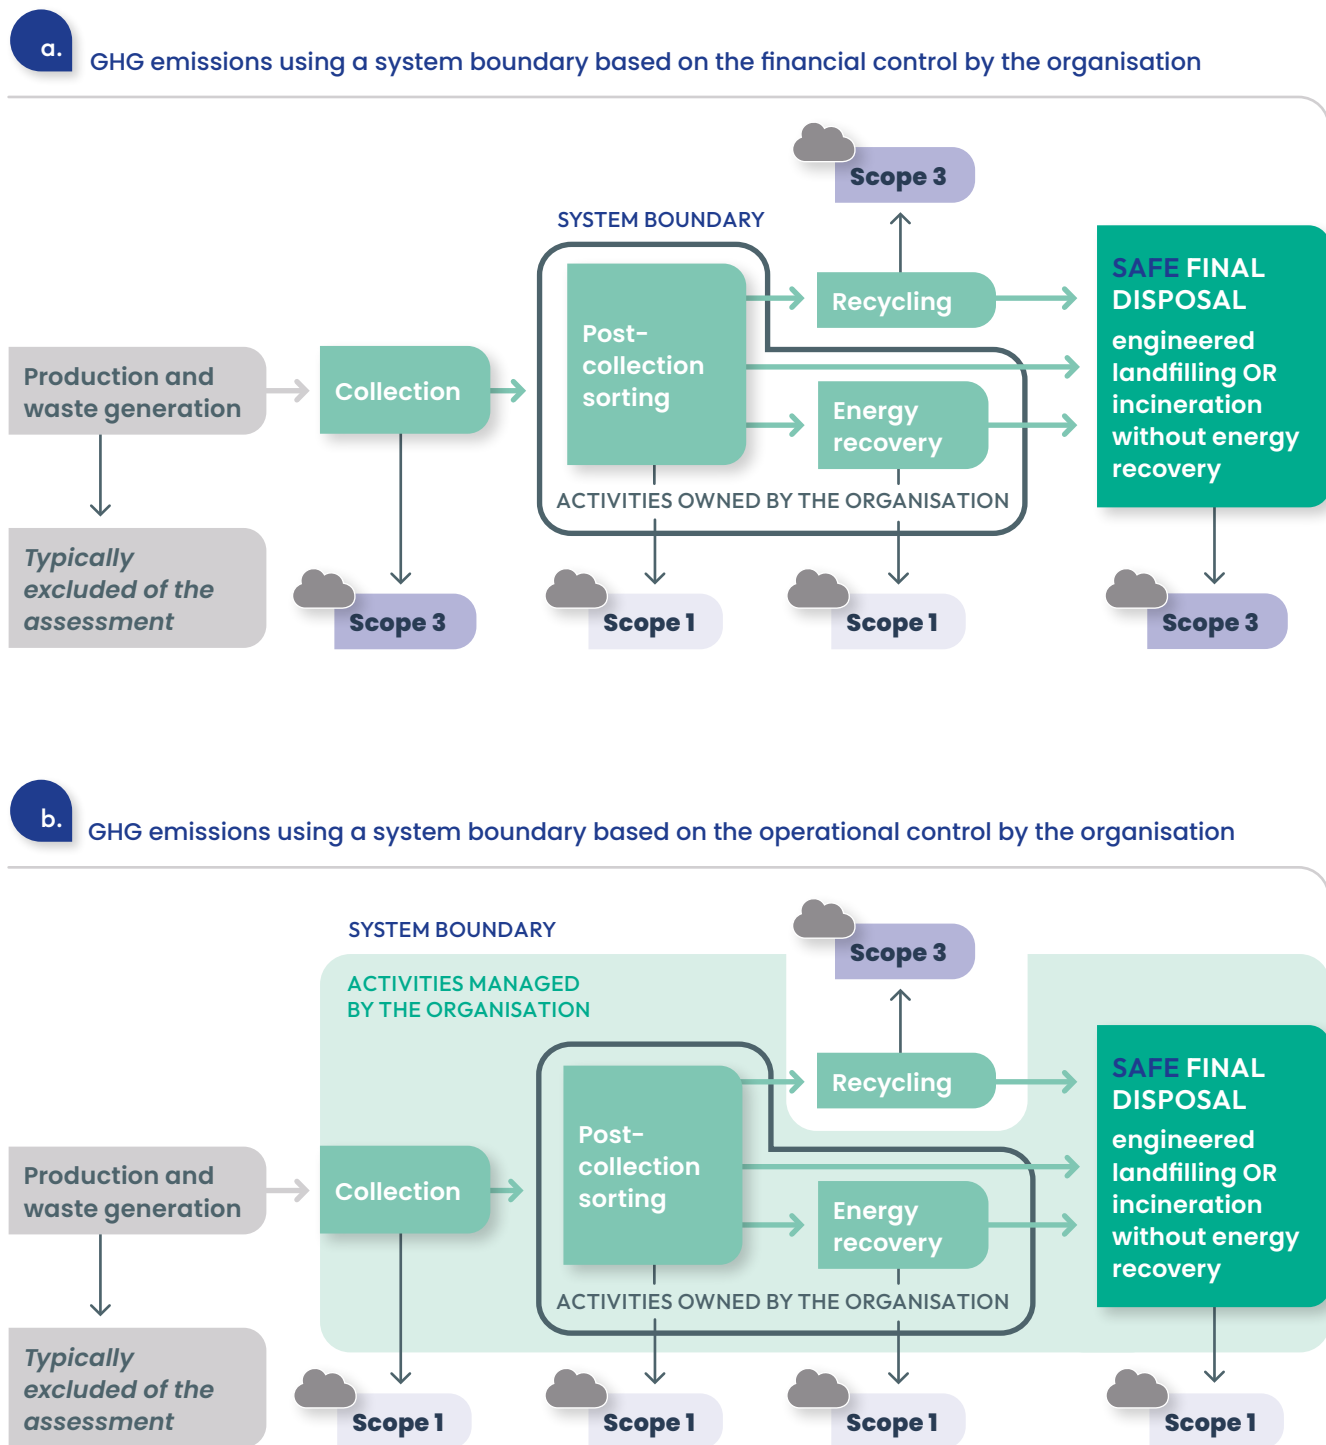 a.
GHG emissions using a system boundary based on the financial control by the organisation
Scope 3
SYSTEM BOUNDARY
SAFE FINAL
DISPOSAL
engineered
landfilling OR
incineration
without energy
recovery
Recycling
Post-
collection
sorting
Production and
waste generation
Collection
Energy
recovery
ACTIVITIES OWNED BY THE ORGANISATION
Typically
excluded of the
assessment
Scope 3
Scope 1
Scope 1
Scope 3
b.
GHG emissions using a system boundary based on the operational control by the organisation
SYSTEM BOUNDARY
Scope 3
ACTIVITIES MANAGED
BY THE ORGANISATION
SAFE FINAL
DISPOSAL
engineered
landfilling OR
incineration
without energy
recovery
Recycling
Post-
collection
sorting
Production and
waste generation
Collection
Energy
recovery
ACTIVITIES OWNED BY THE ORGANISATION
Typically
excluded of the
assessment
Scope 1
Scope 1
Scope 1
Scope 1